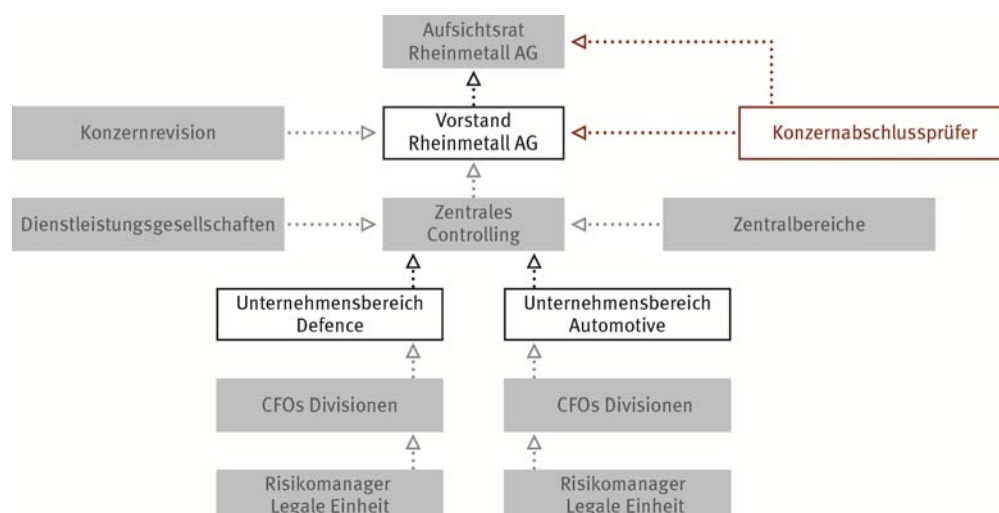 Aufsichtsrat
Rheinmetall AG
Konzernrevision
Vorstand
Rheinmetall AG
Konzernabschlussprüfer
Dienstleistungsgesellschaften
Zentrales
Controlling
Zentralbereiche
Unternehmensbereich
Defence
Unternehmensbereich
Automotive
CFOs Divisionen
CFOs Divisionen
Risikomanager
Legale Einheit
Risikomanager
Legale Einheit